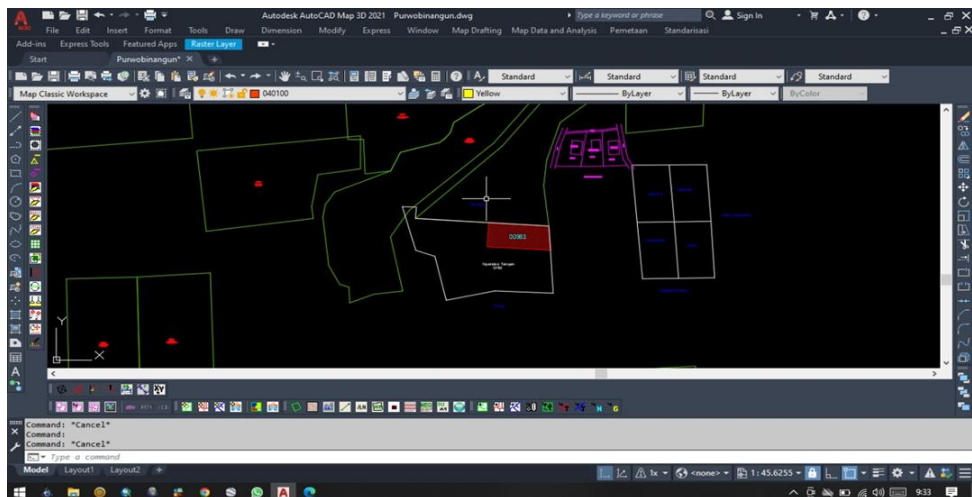 Autodesk AutoCAD Map 3D 2021 Purwobinangun.dwg
Type a keyword or phrase
Sign In
File Edit Insert Format Tools Draw Dimension Modify Express Window Map Drafting Map Data and Analysis Pemetaan Standarisasi
Add-ins Express Tools Featured Apps Raster Layer
Start Purwobinangun*
Standard Standard Standard Standard
Map Classic Workspace 040100 Yellow ByLayer ByLayer ByColor
00983
Y
X
XY
Command: *Cancel*
Command:
Command: *Cancel*
Type a command
Model Layout1 Layout2
1x <none> 1:45.6255
9:33